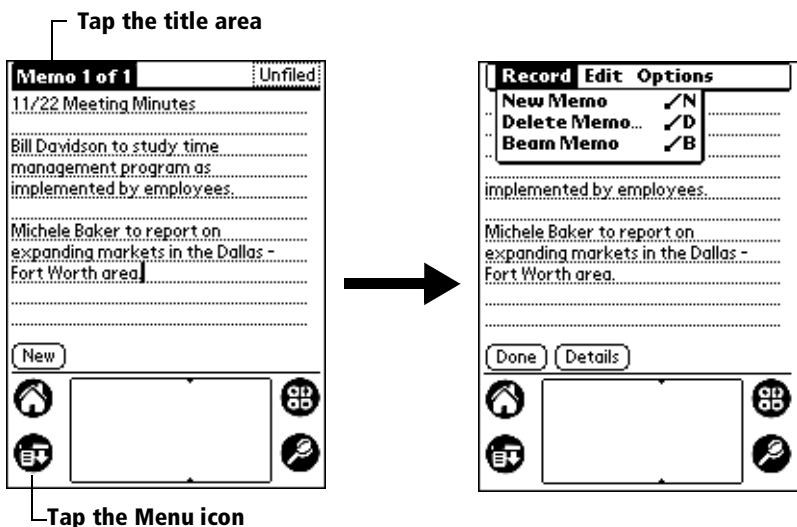 Tap the title area
Memo 1 of 1
Unfiled
11/22 Meeting Minutes
Bill Davidson to study time
management program as
implemented by employees.
Michele Baker to report on
expanding markets in the Dallas -
Fort Worth area.
New
Tap the Menu icon
Record Edit Options
New Memo /N
Delete Memo... /D
Beam Memo /B
implemented by employees.
Michele Baker to report on
expanding markets in the Dallas -
Fort Worth area.
Done Details